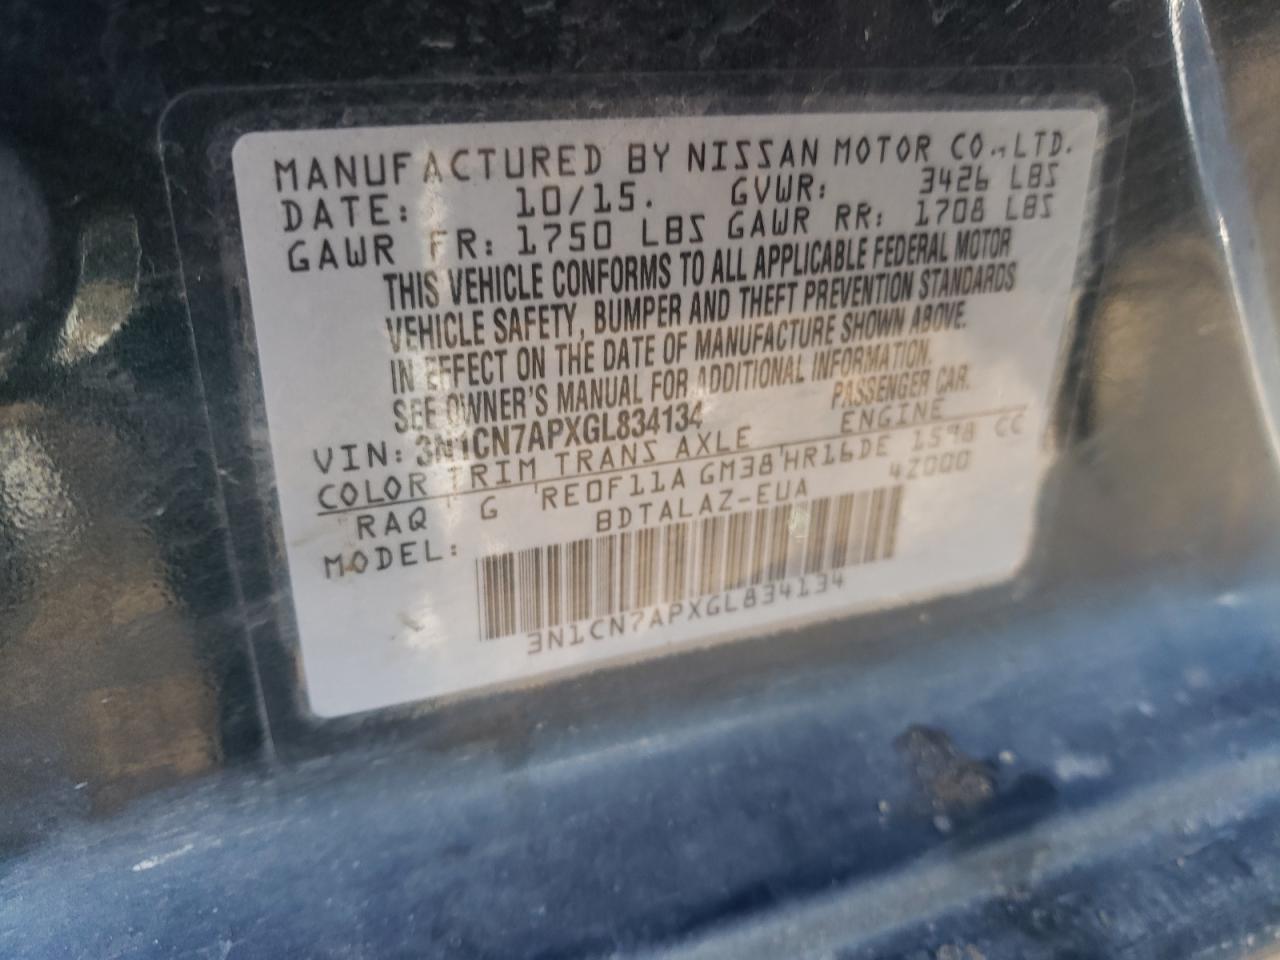 MANUFACTURED BY NISSAN MOTOR CO.,LTD.
DATE: 10/15. GVWR: 3426 LBS
GAWR FR: 1750 LBS GAWR RR: 1708 LBS
THIS VEHICLE CONFORMS TO ALL APPLICABLE FEDERAL MOTOR
VEHICLE SAFETY, BUMPER AND THEFT PREVENTION STANDARDS
IN EFFECT ON THE DATE OF MANUFACTURE SHOWN ABOVE.
SEE OWNER'S MANUAL FOR ADDITIONAL INFORMATION.
VIN: 3N1CN7APXGL834134 PASSENGER CAR.
COLOR TRIM TRANS AXLE ENGINE
RAQ G RE0F11A GM38 HR16DE 1598 CC
MODEL: BDTALAZ-EUA 42000
3N1CN7APXGL834134